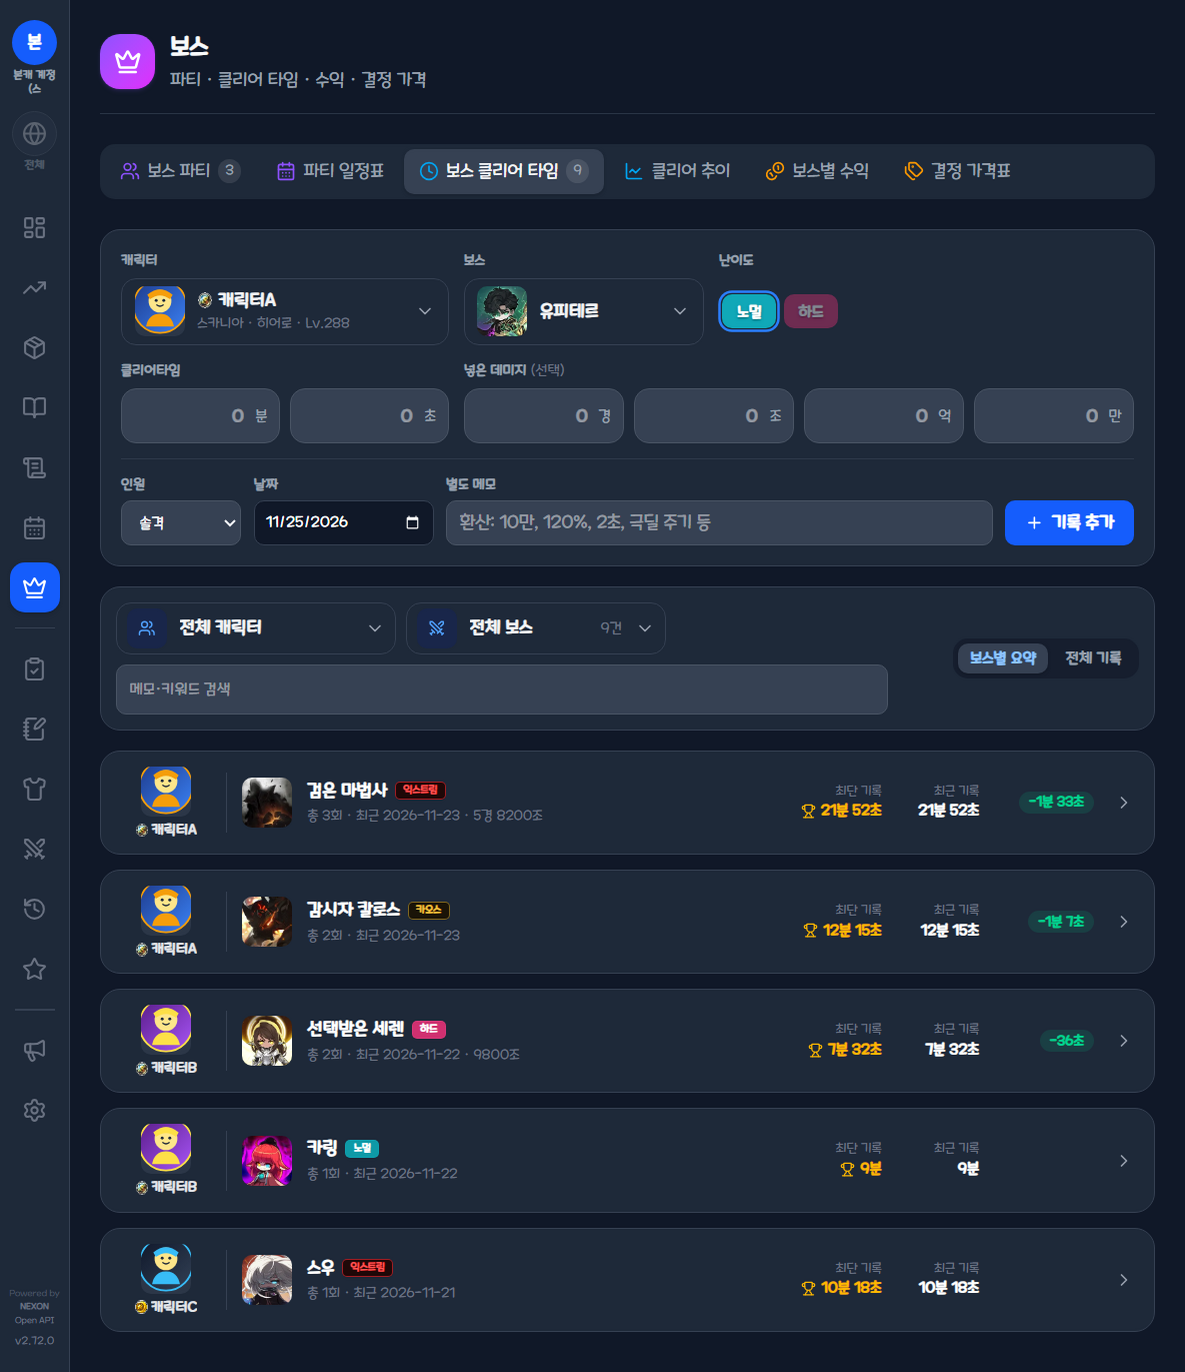 본
본캐 계정
(스
전체
보스
파티 · 클리어 타임 · 수익 · 결정 가격
보스 파티 3
파티 일정표
보스 클리어 타임 9
클리어 추이
보스별 수익
결정 가격표
캐릭터
보스
난이도
캐릭터A
스카니아 · 히어로 · Lv.288
유피테르
노멀
하드
클리어타임
넣은 데미지 (선택)
0 분
0 초
0 경
0 조
0 억
0 만
인원
날짜
별도 메모
솔격
11/25/2026
환산: 10만, 120%, 2초, 극딜 주기 등
+ 기록 추가
전체 캐릭터
전체 보스 9건
보스별 요약
전체 기록
메모·키워드 검색
캐릭터A
검은 마법사 익스트림
총 3회 · 최근 2026-11-23 · 5경 8200조
최단 기록
21분 52초
최근 기록
21분 52초
-1분 33초
캐릭터A
감시자 칼로스 카오스
총 2회 · 최근 2026-11-23
최단 기록
12분 15초
최근 기록
12분 15초
-1분 7초
캐릭터B
선택받은 세렌 하드
총 2회 · 최근 2026-11-22 · 9800조
최단 기록
7분 32초
최근 기록
7분 32초
-36초
캐릭터B
카링 노멀
총 1회 · 최근 2026-11-22
최단 기록
9분
최근 기록
9분
캐릭터C
스우 익스트림
총 1회 · 최근 2026-11-21
최단 기록
10분 18초
최근 기록
10분 18초
Powered by
NEXON
Open API
v2.72.0